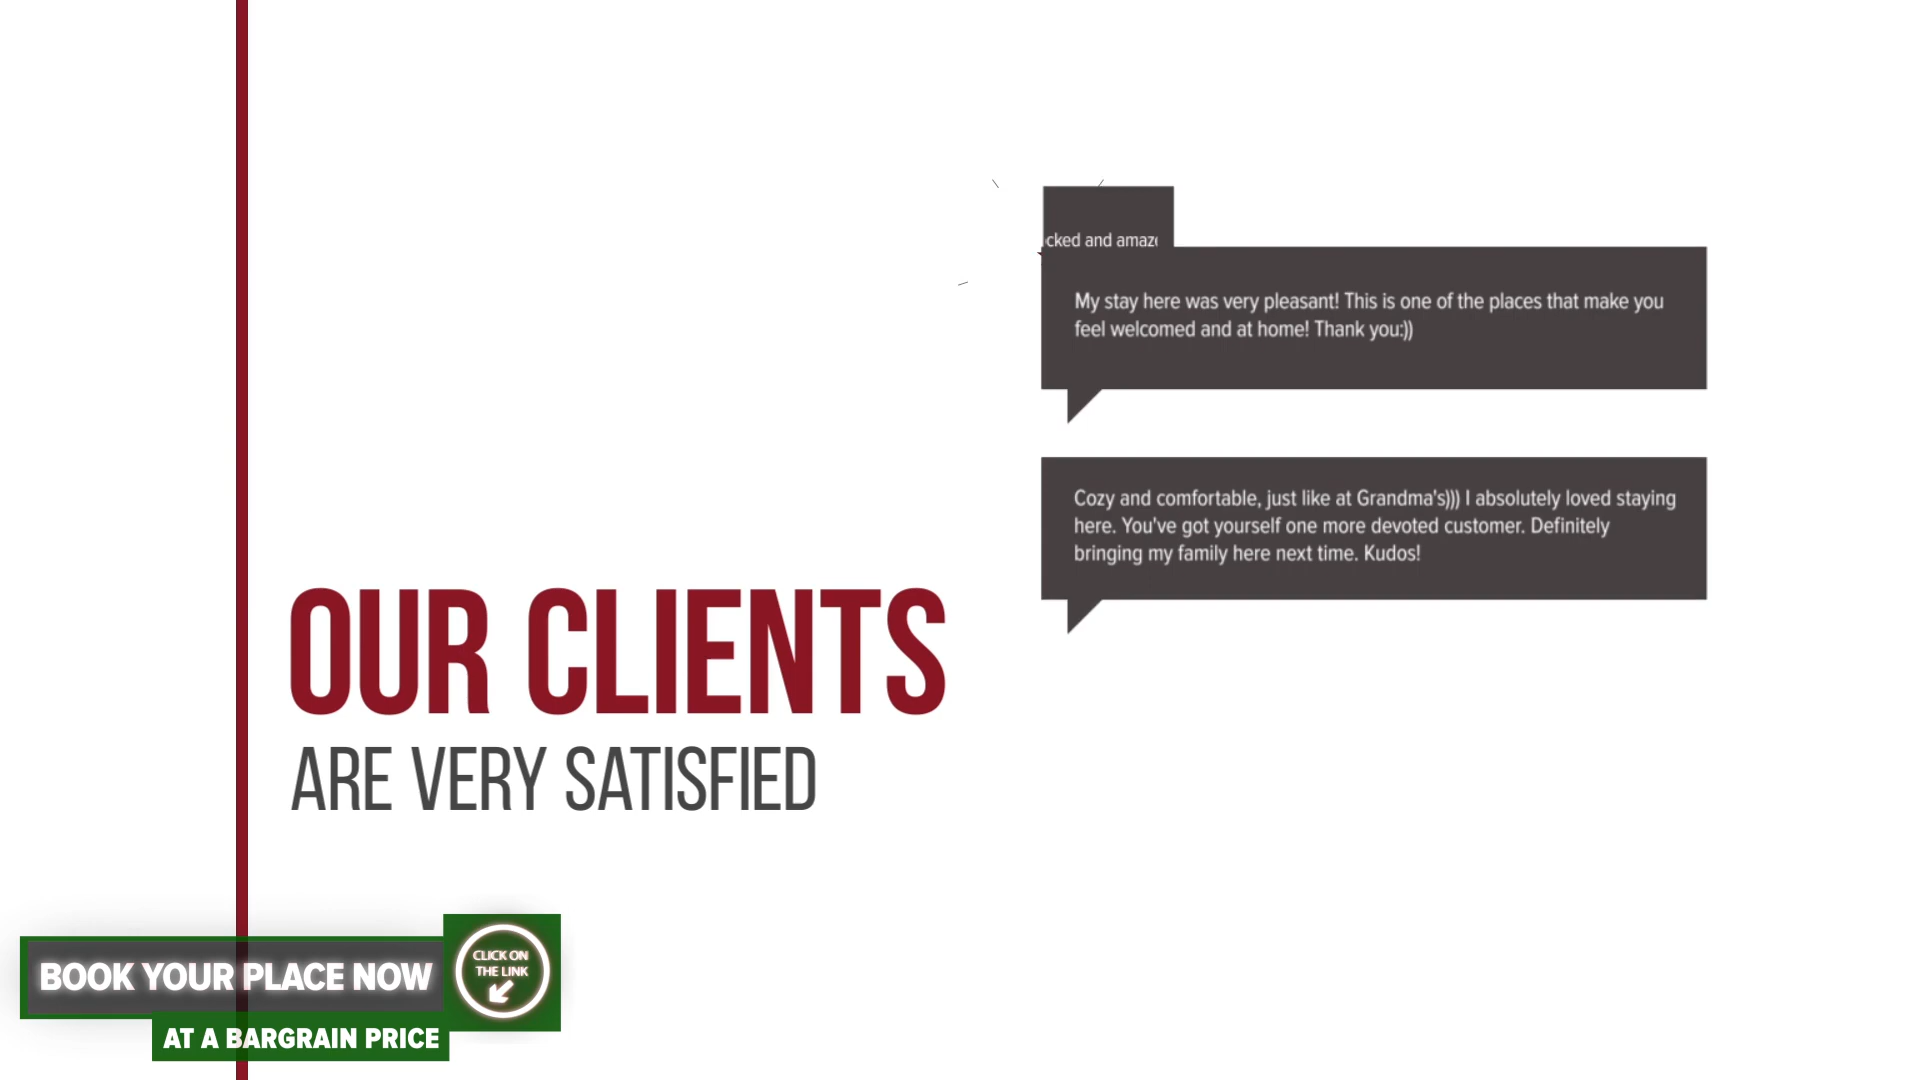 cked and amaz
My stay here was very pleasant! This is one of the places that make you
feel welcomed and at home! Thank you:))
Cozy and comfortable, just like at Grandma's))) I absolutely loved staying
here. You've got yourself one more devoted customer. Definitely
bringing my family here next time. Kudos!
OUR CLIENTS
ARE VERY SATISFIED
BOOK YOUR PLACE NOW
CLICK ON
THE LINK
AT A BARGRAIN PRICE